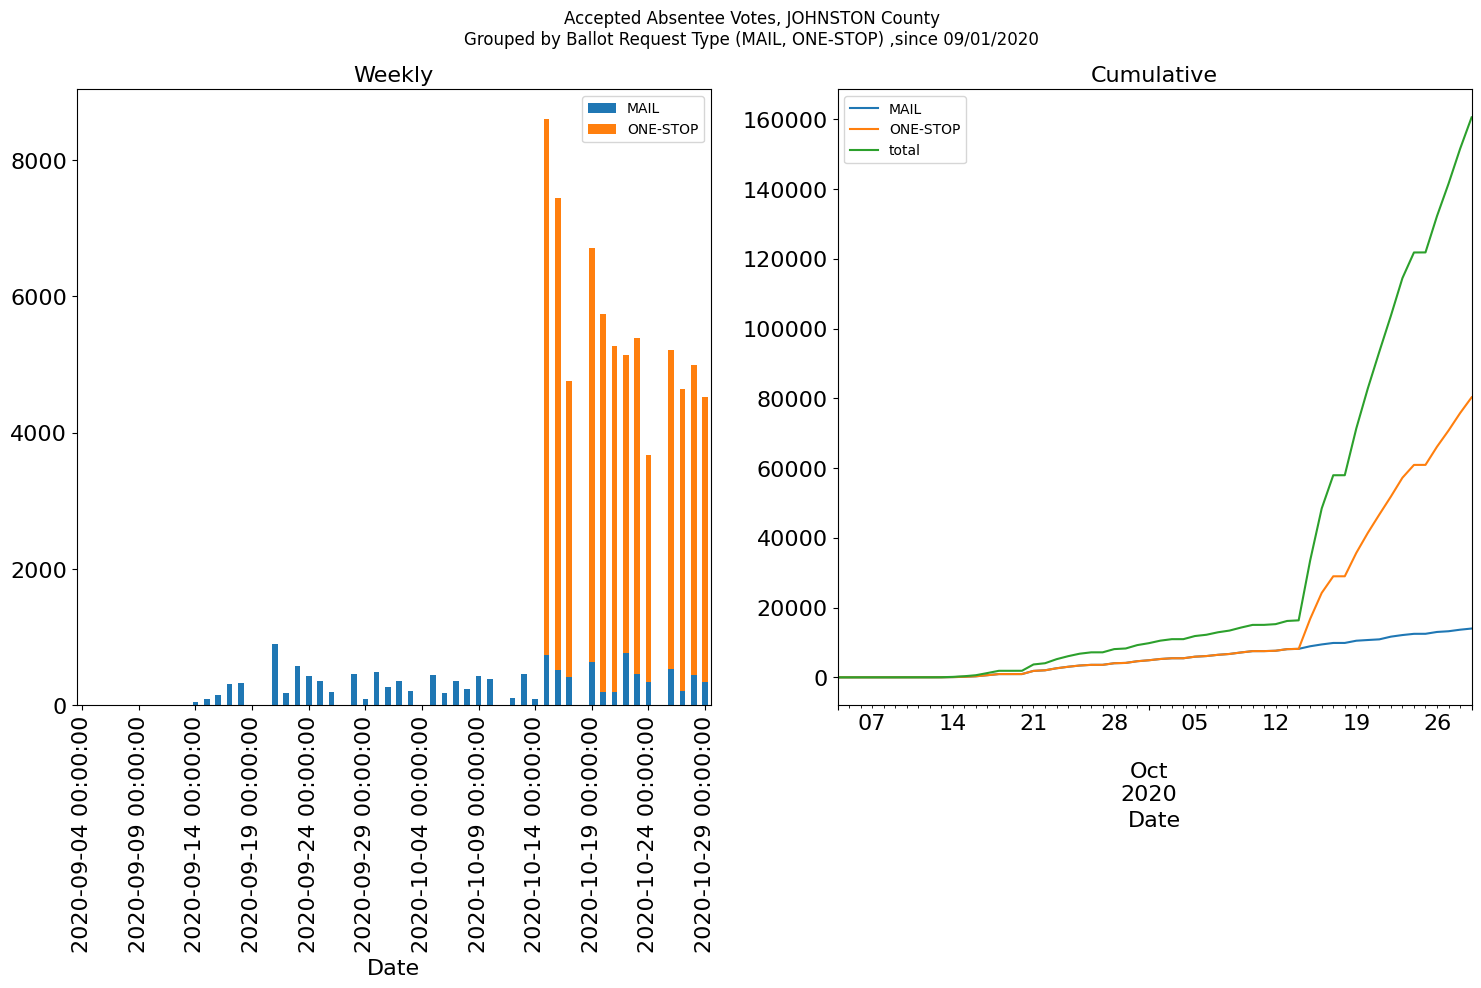 Accepted Absentee Votes, JOHNSTON County
Grouped by Ballot Request Type (MAIL, ONE-STOP) ,since 09/01/2020
Weekly
MAIL
ONE-STOP
8000
6000
4000
2000
0
2020-09-04 00:00:00
2020-09-09 00:00:00
2020-09-14 00:00:00
2020-09-19 00:00:00
2020-09-24 00:00:00
2020-09-29 00:00:00
2020-10-04 00:00:00
2020-10-09 00:00:00
2020-10-14 00:00:00
2020-10-19 00:00:00
2020-10-24 00:00:00
2020-10-29 00:00:00
Date
Cumulative
MAIL
ONE-STOP
total
160000
140000
120000
100000
80000
60000
40000
20000
0
07 14 21 28 05 12 19 26
Oct
2020
Date